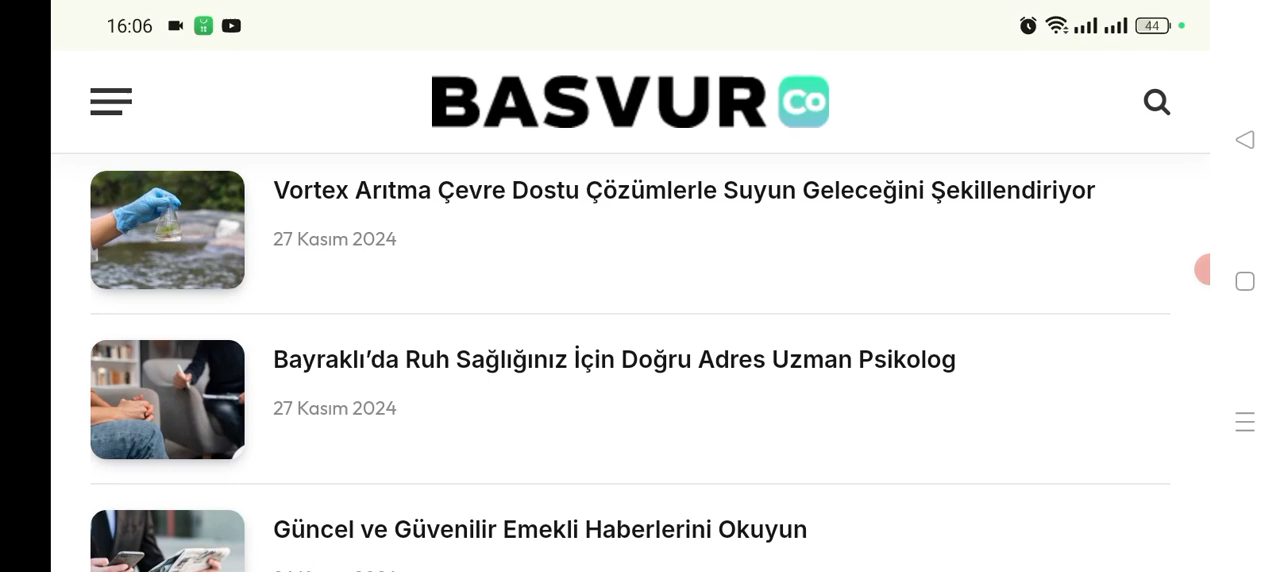 16:06
44
BASVUR Co
Vortex Arıtma Çevre Dostu Çözümlerle Suyun Geleceğini Şekillendiriyor
27 Kasım 2024
Bayraklı’da Ruh Sağlığınız İçin Doğru Adres Uzman Psikolog
27 Kasım 2024
Güncel ve Güvenilir Emekli Haberlerini Okuyun